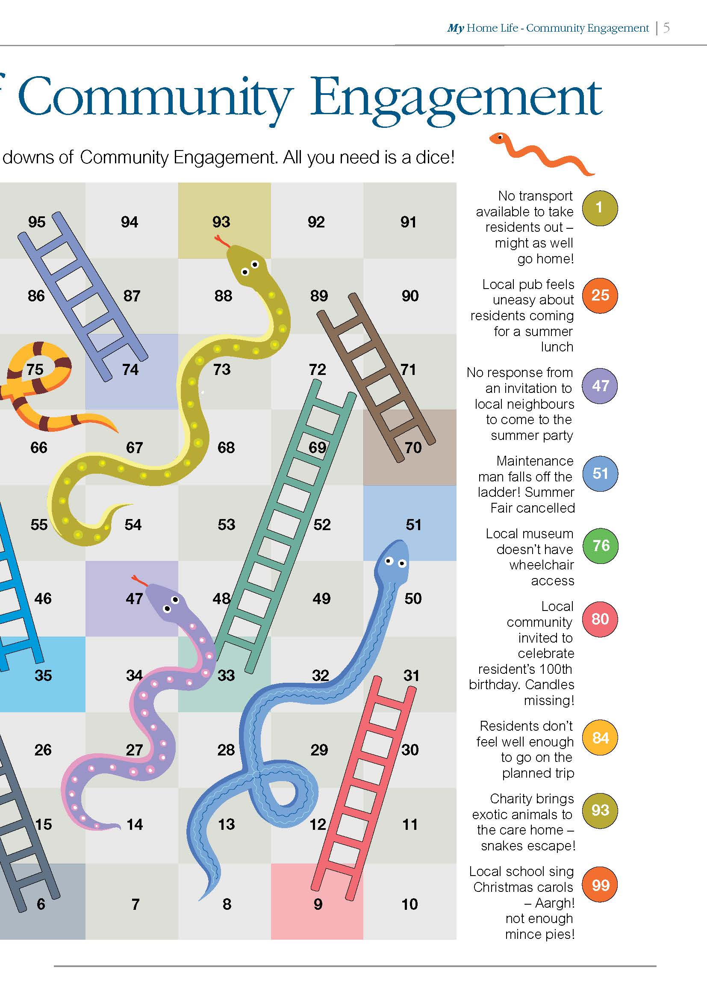 My Home Life - Community Engagement | 5
f Community Engagement
downs of Community Engagement. All you need is a dice!
95 94 93 92 91
86 87 88 89 90
75 74 73 72 71
66 67 68 69 70
55 54 53 52 51
46 47 48 49 50
35 34 33 32 31
26 27 28 29 30
15 14 13 12 11
6 7 8 9 10
No transport
available to take
residents out –
might as well
go home!
1
Local pub feels
uneasy about
residents coming
for a summer
lunch
25
No response from
an invitation to
local neighbours
to come to the
summer party
47
Maintenance
man falls off the
ladder! Summer
Fair cancelled
51
Local museum
doesn’t have
wheelchair
access
76
Local
community
invited to
celebrate
resident’s 100th
birthday. Candles
missing!
80
Residents don’t
feel well enough
to go on the
planned trip
84
Charity brings
exotic animals to
the care home –
snakes escape!
93
Local school sing
Christmas carols
– Aargh!
not enough
mince pies!
99